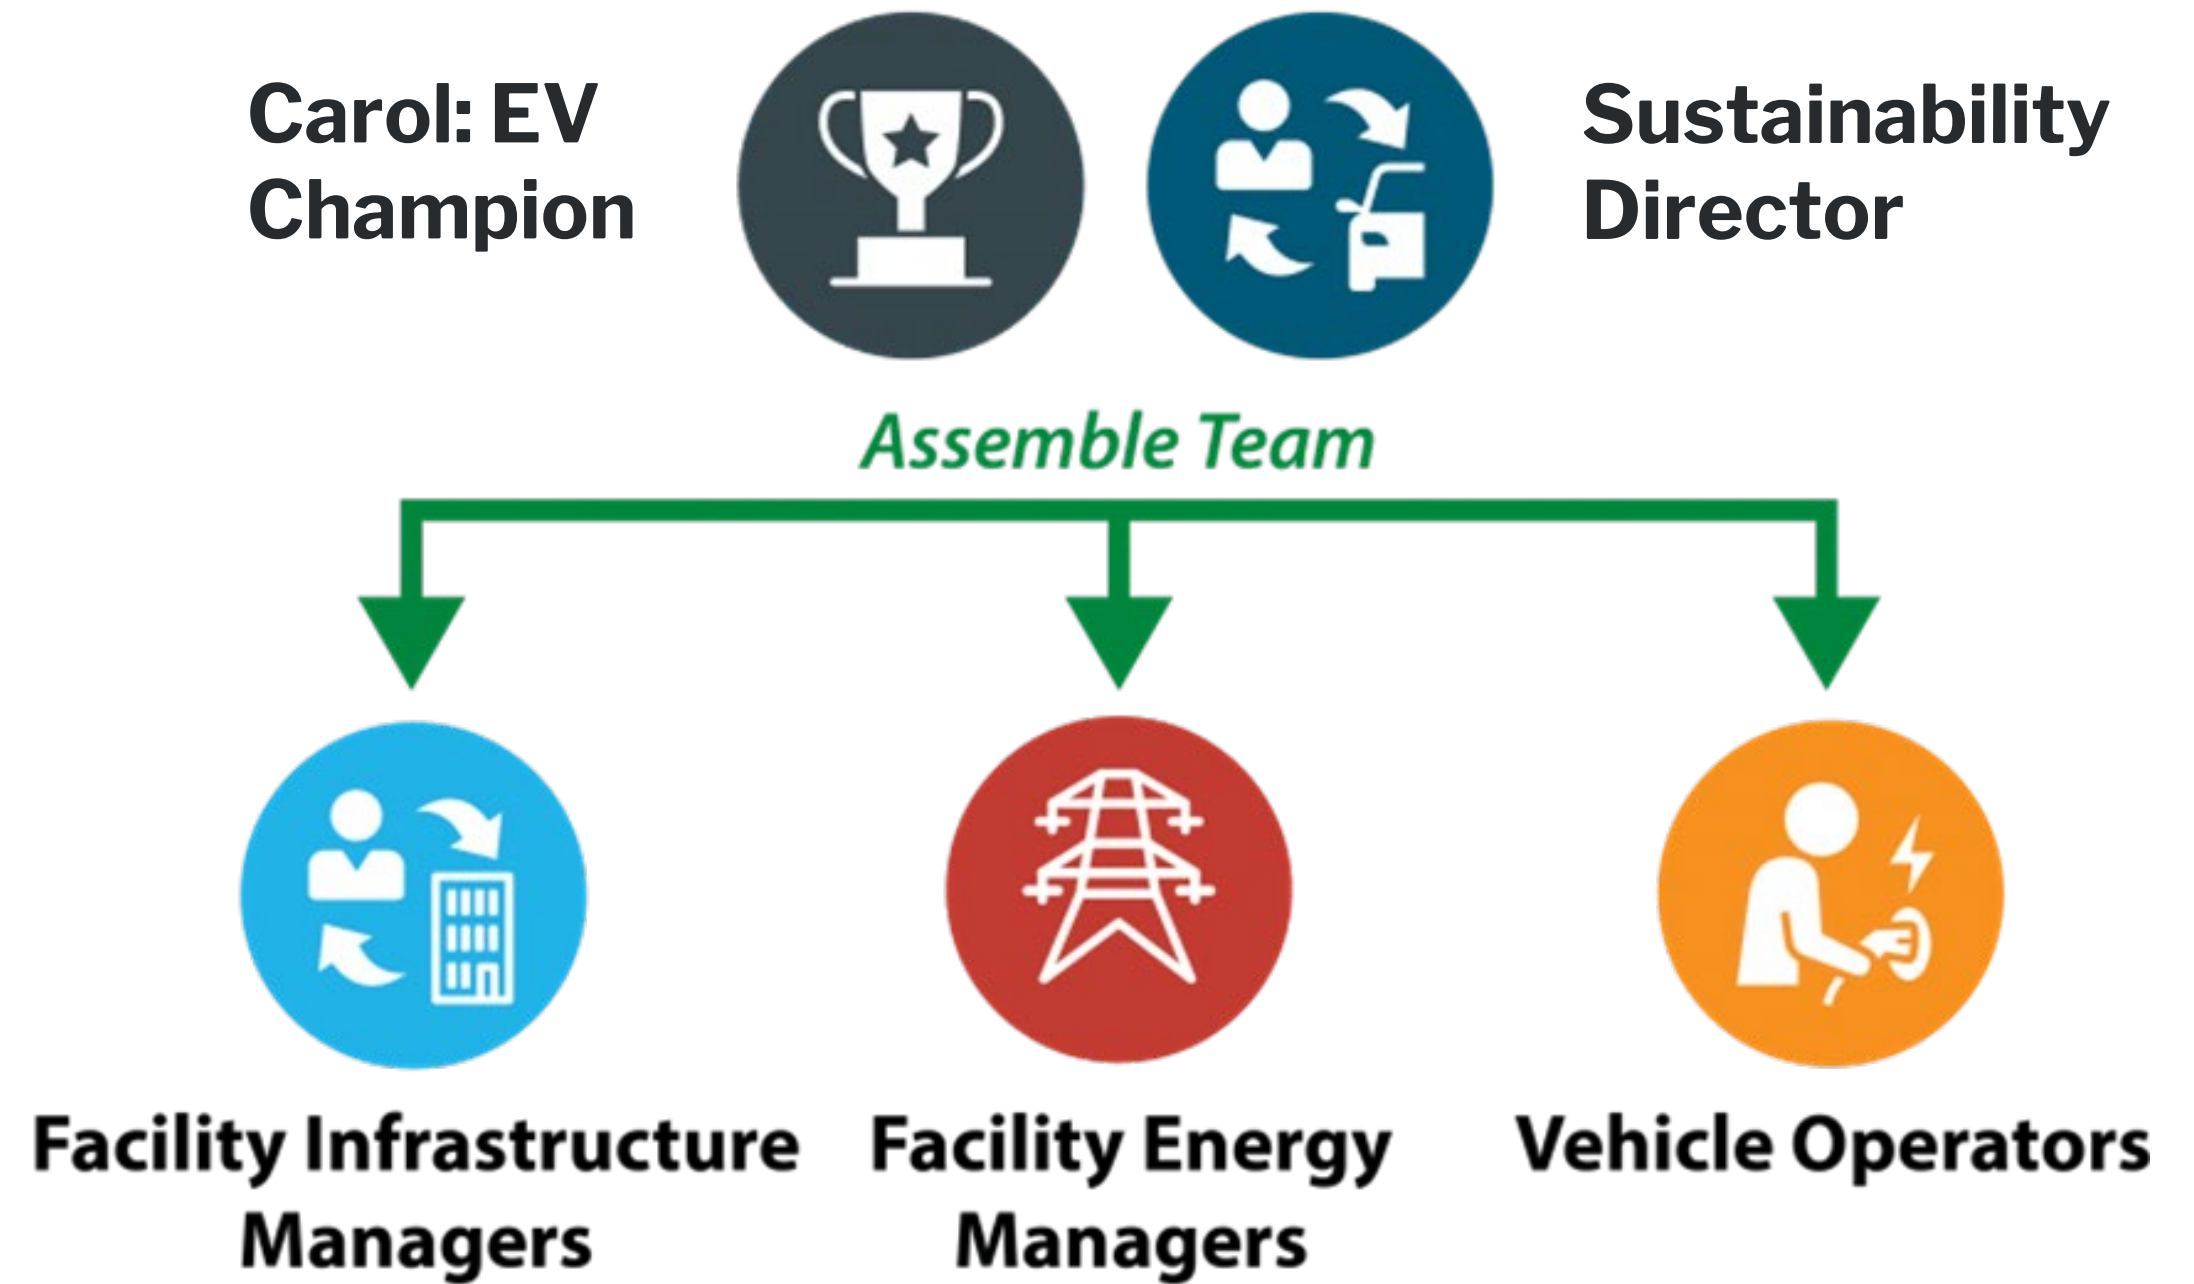 Carol: EV
Champion
Sustainability
Director
Assemble Team
Facility Infrastructure
Managers
Facility Energy
Managers
Vehicle Operators